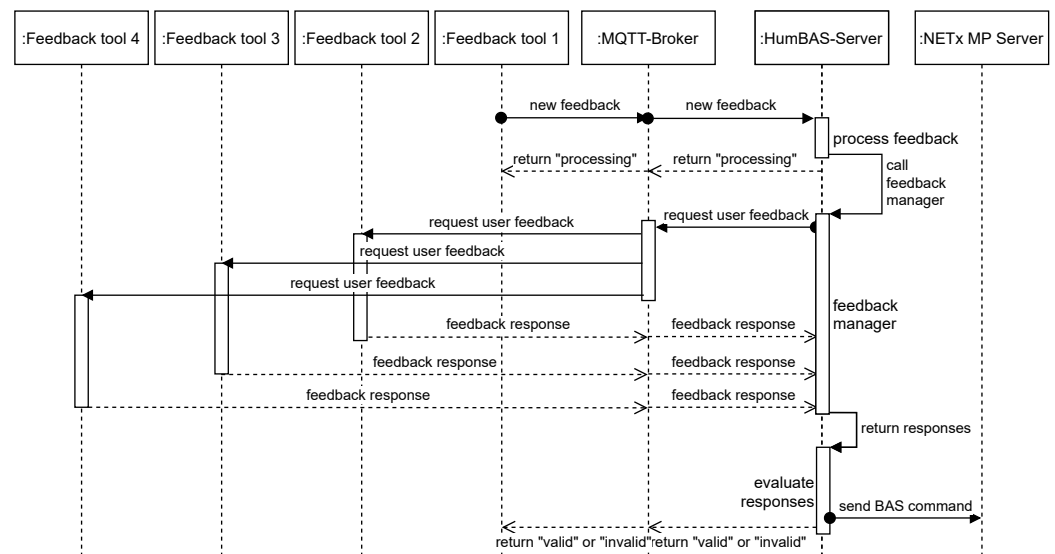 :Feedback tool 4
:Feedback tool 3
:Feedback tool 2
:Feedback tool 1
:MQTT-Broker
:HumBAS-Server
:NETx MP Server
new feedback
new feedback
process feedback
return "processing"
return "processing"
call
feedback
manager
request user feedback
request user feedback
request user feedback
request user feedback
feedback
manager
feedback response
feedback response
feedback response
feedback response
feedback response
feedback response
return responses
evaluate
responses
send BAS command
return "valid" or "invalid"
return "valid" or "invalid"